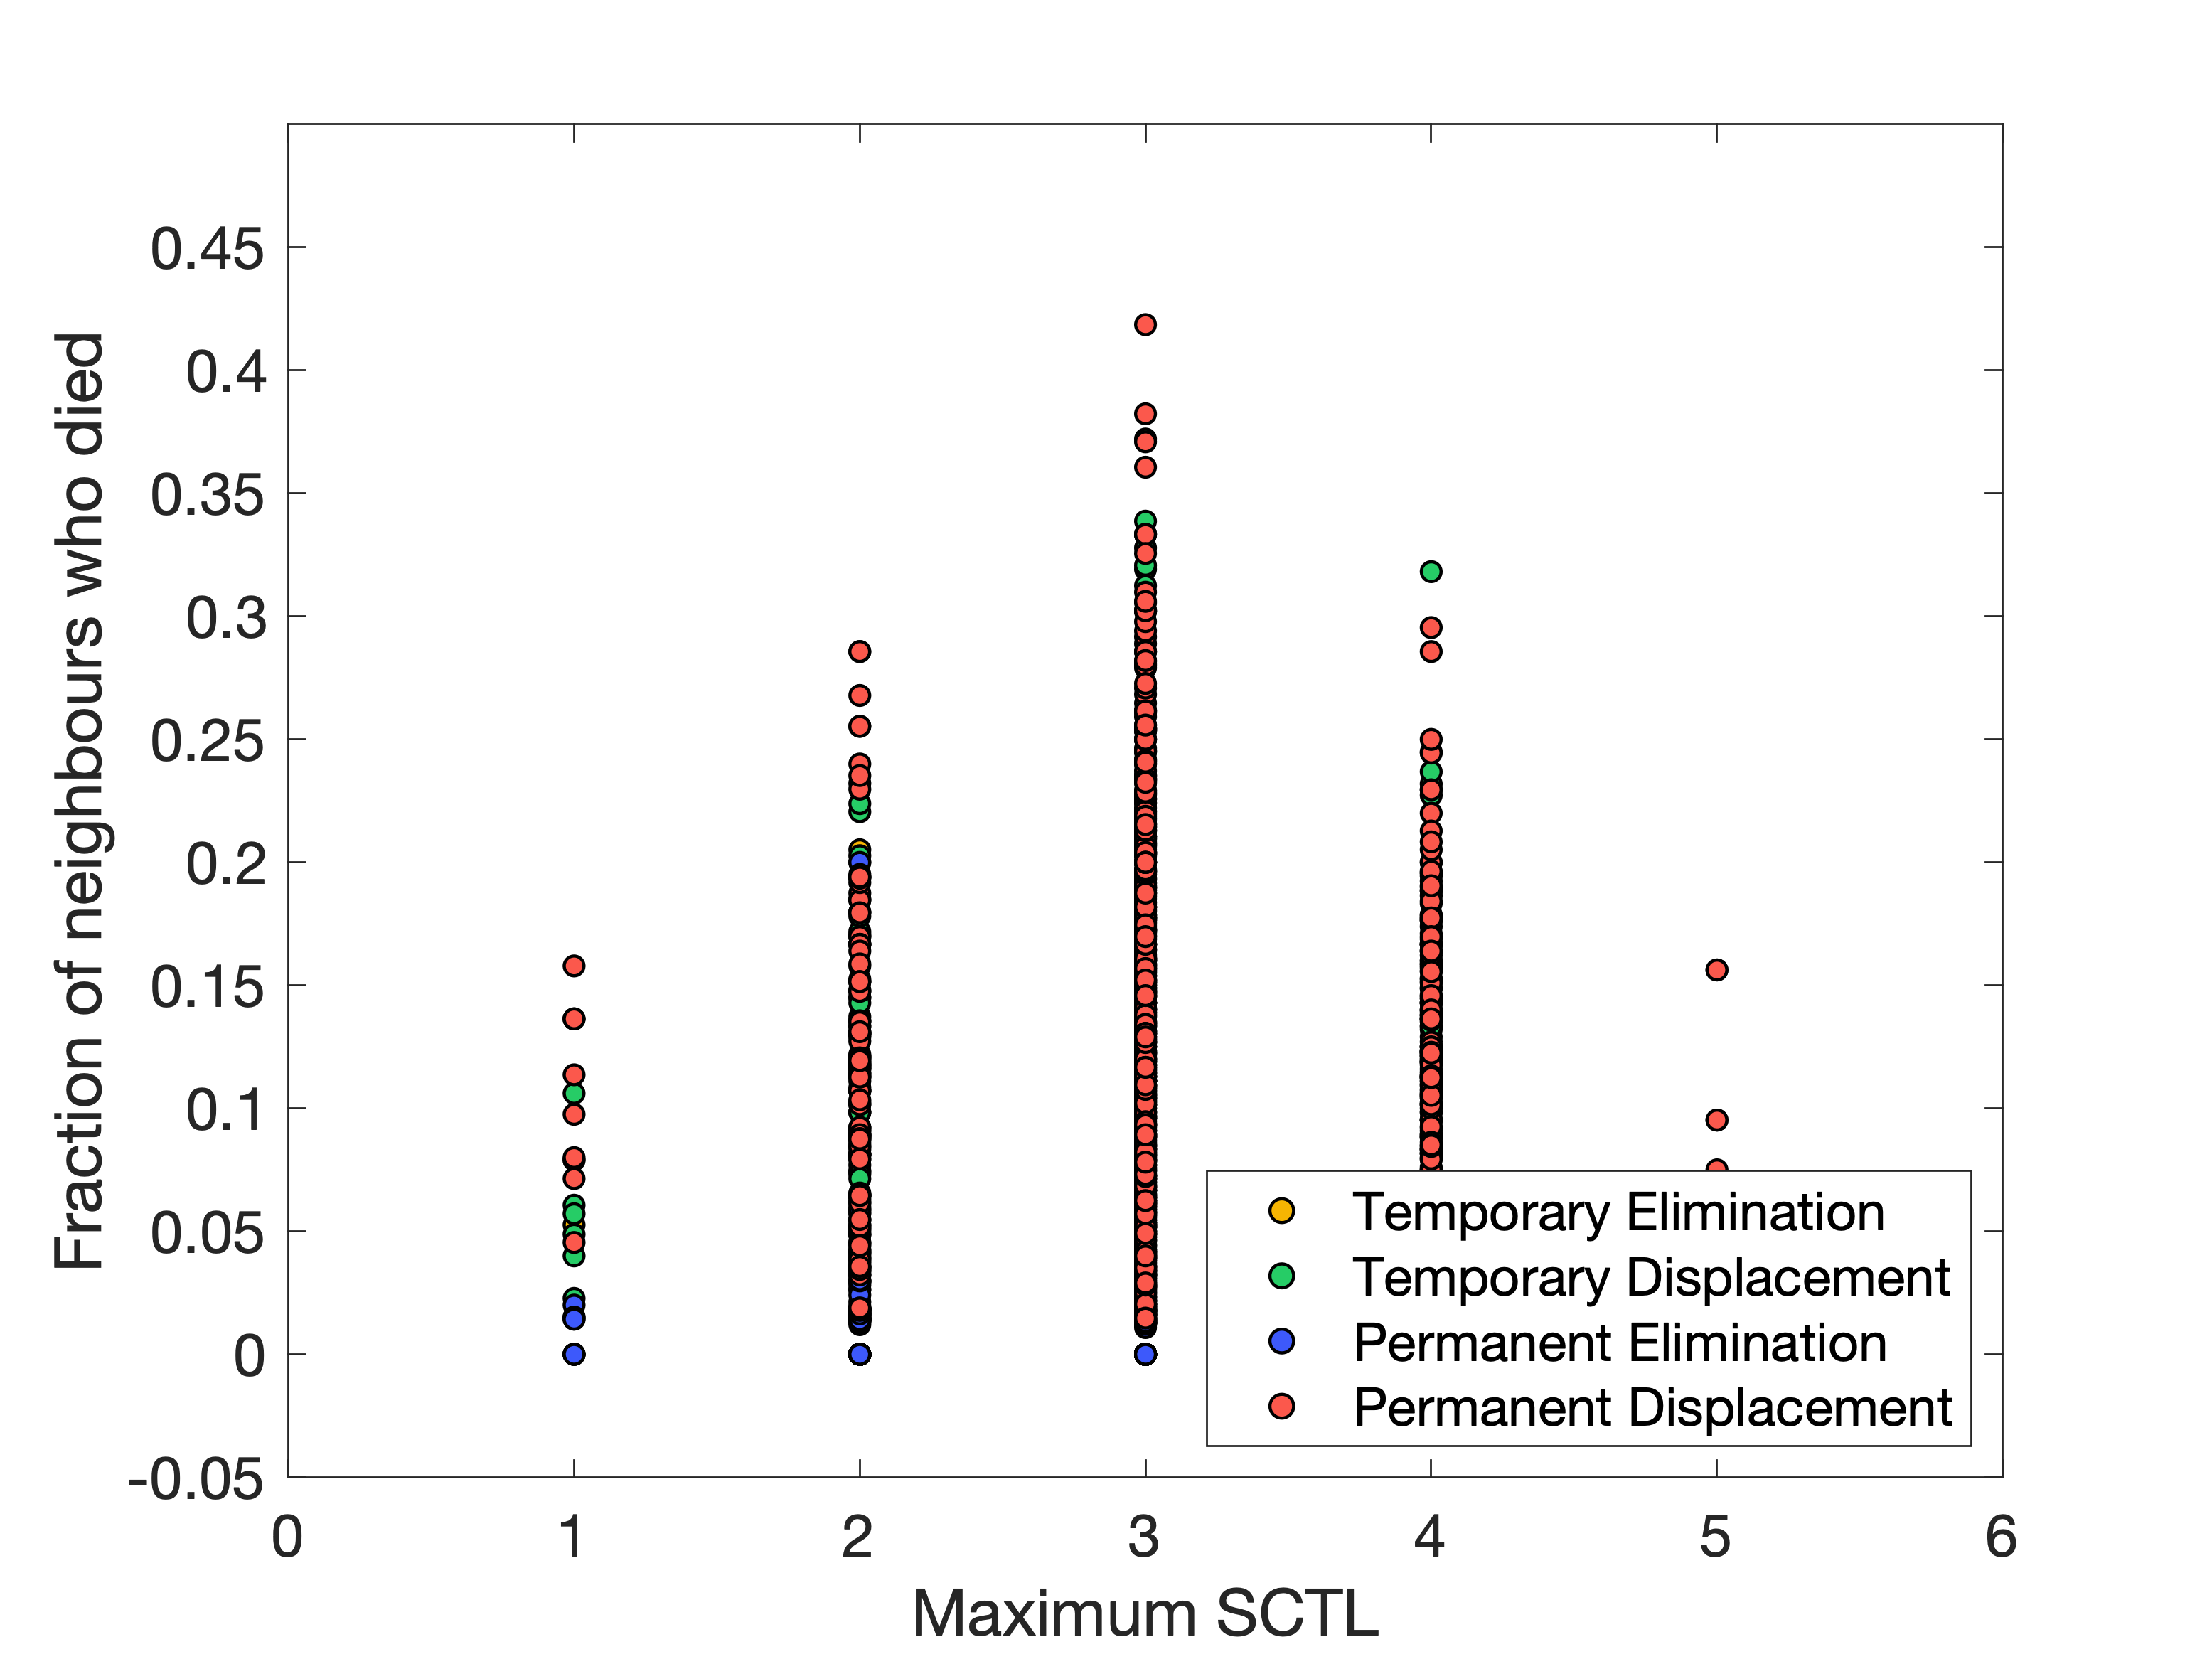 Fraction of neighbours who died
0.45
0.4
0.35
0.3
0.25
0.2
0.15
0.1
0.05
0
-0.05
Temporary Elimination
Temporary Displacement
Permanent Elimination
Permanent Displacement
0 1 2 3 4 5 6
Maximum SCTL